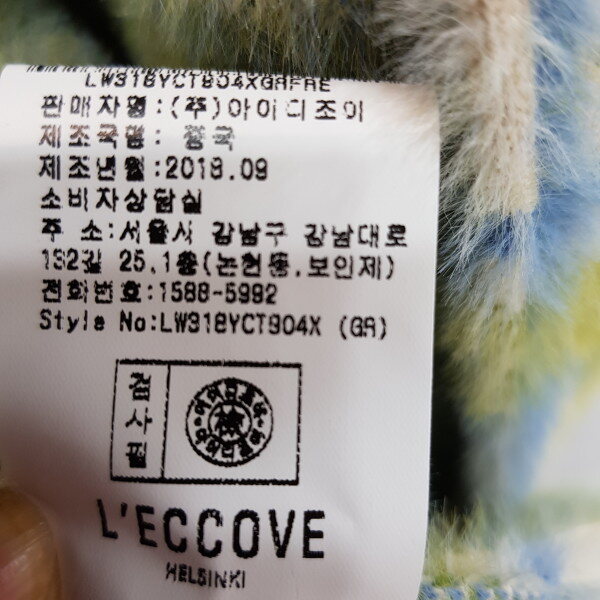 LW318YCT904XGRFRE
판매자명:(주)아이디조이
제조국명: 중국
제조년월:2018.09
소비자상담실
주 소:서울시 강남구 강남대로
132길 25.1층(논현동.보인제)
전화번호:1588-5992
Style No:LW318YCT904X (GR)
검사필
檢
L'ECCOVE
HELSINKI